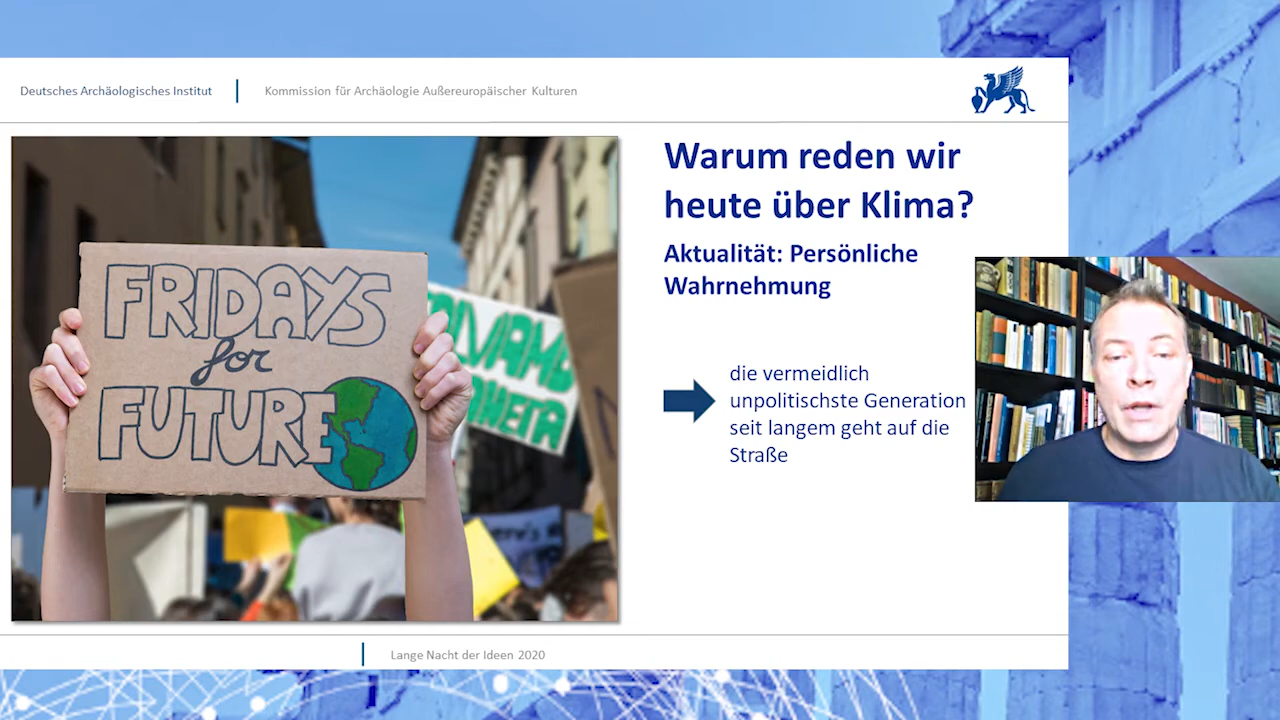 Deutsches Archäologisches Institut
Kommission für Archäologie Außereuropäischer Kulturen
FRIDAYS
for
FUTURE
Warum reden wir
heute über Klima?
Aktualität: Persönliche
Wahrnehmung
die vermeidlich
unpolitischste Generation
seit langem geht auf die
Straße
Lange Nacht der Ideen 2020